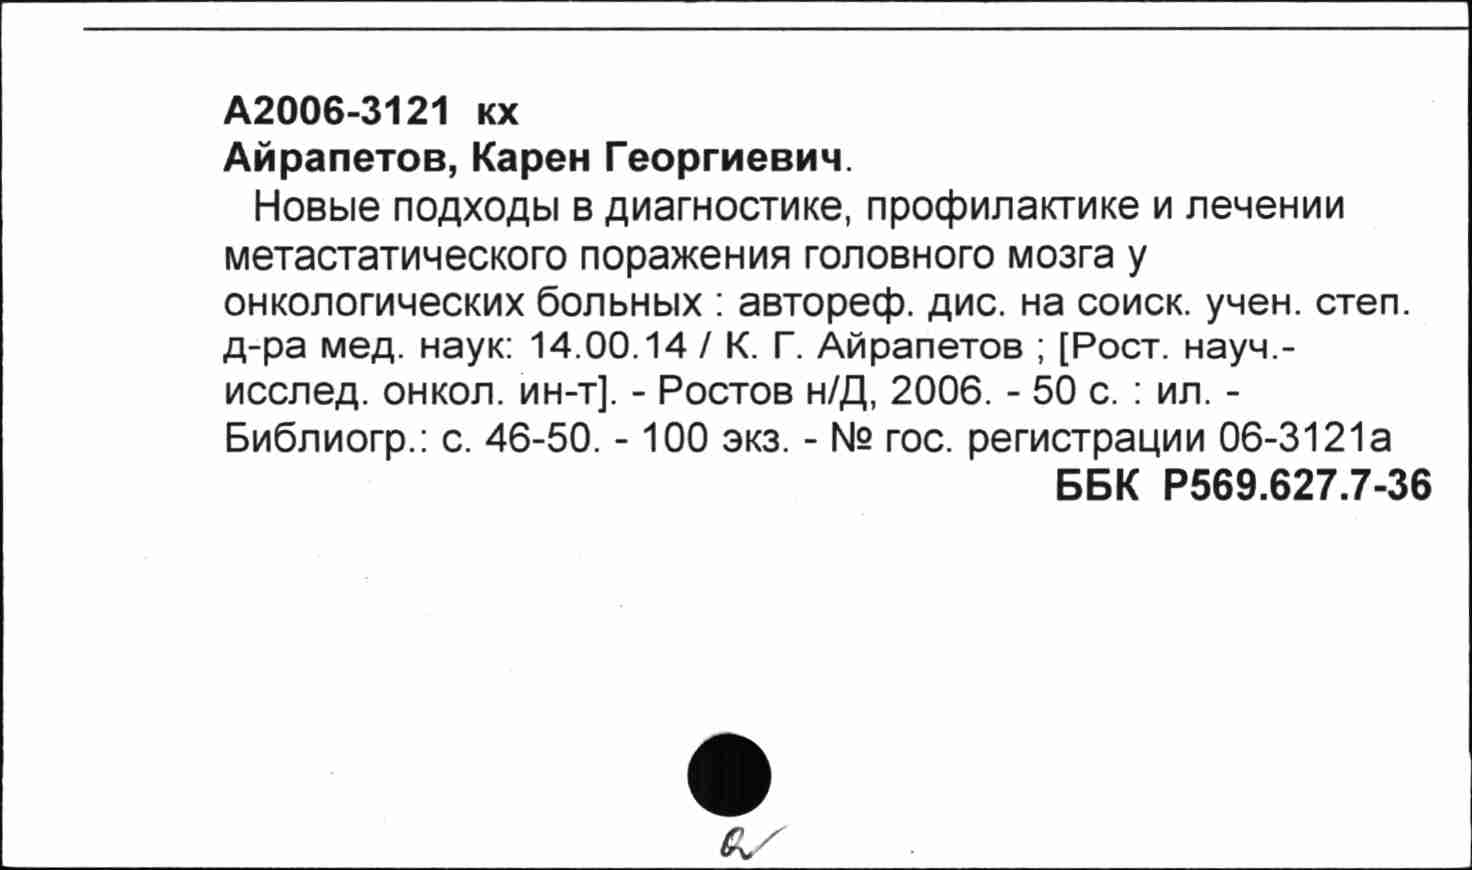 А2006-3121 кх
Айрапетов, Карен Георгиевич.
Новые подходы в диагностике, профилактике и лечении
метастатического поражения головного мозга у
онкологических больных : автореф. дис. на соиск. учен. степ.
д-ра мед. наук: 14.00.14 / К. Г. Айрапетов ; [Рост. науч.-
исслед. онкол. ин-т]. - Ростов н/Д, 2006. - 50 с. : ил. -
Библиогр.: с. 46-50. - 100 экз. - № гос. регистрации 06-3121а
ББК Р569.627.7-36